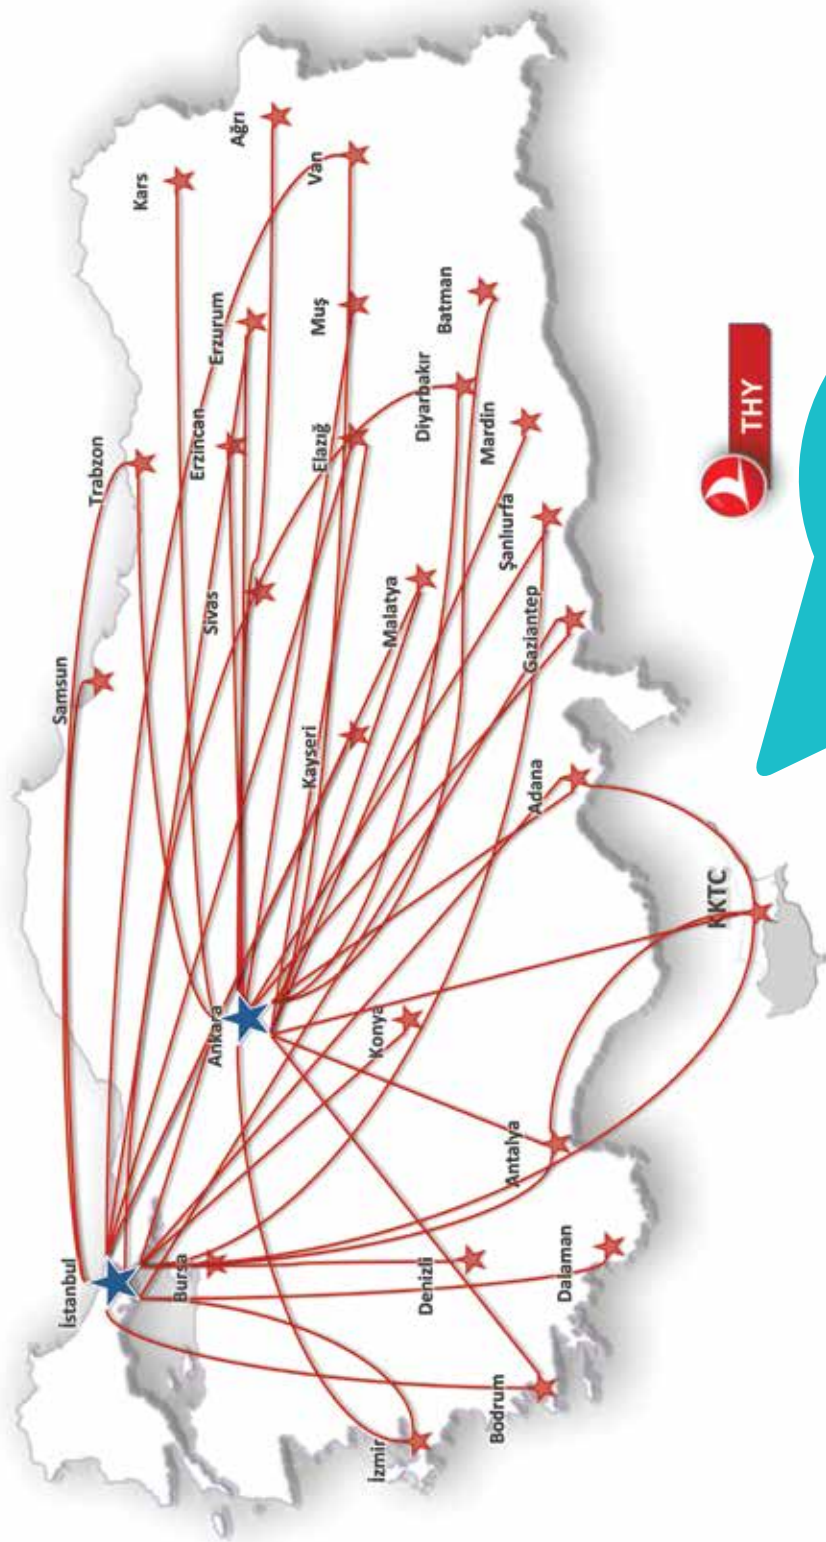 İstanbul
Samsun
Trabzon
Kars
Ağrı
Bursa
Ankara
Sivas
Erzincan
Erzurum
Van
Muş
Elazığ
Kayseri
Malatya
Diyarbakır
Batman
Mardin
Şanlıurfa
Gaziantep
Adana
Konya
İzmir
Denizli
Bodrum
Dalaman
Antalya
KKTC
THY